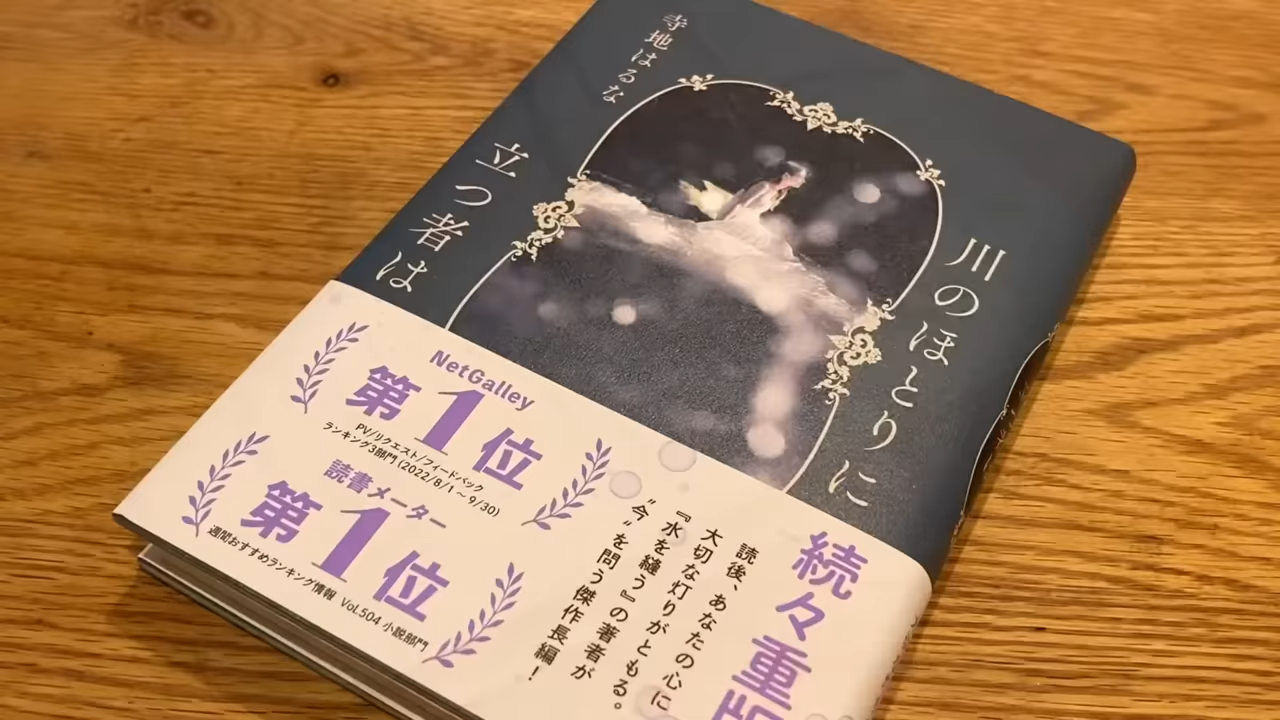 寺地はるな
川のほとりに
立つ者は
続々重版
読後、あなたの心に
大切な灯りがともる。
『水を縫う』の著者が
"今"を問う傑作長編！
NetGalley
第1位
PV/リクエスト/フィードバック
ランキング3部門(2022/8/1～9/30)
読書メーター
第1位
週間おすすめランキング情報 Vol.504 小説部門